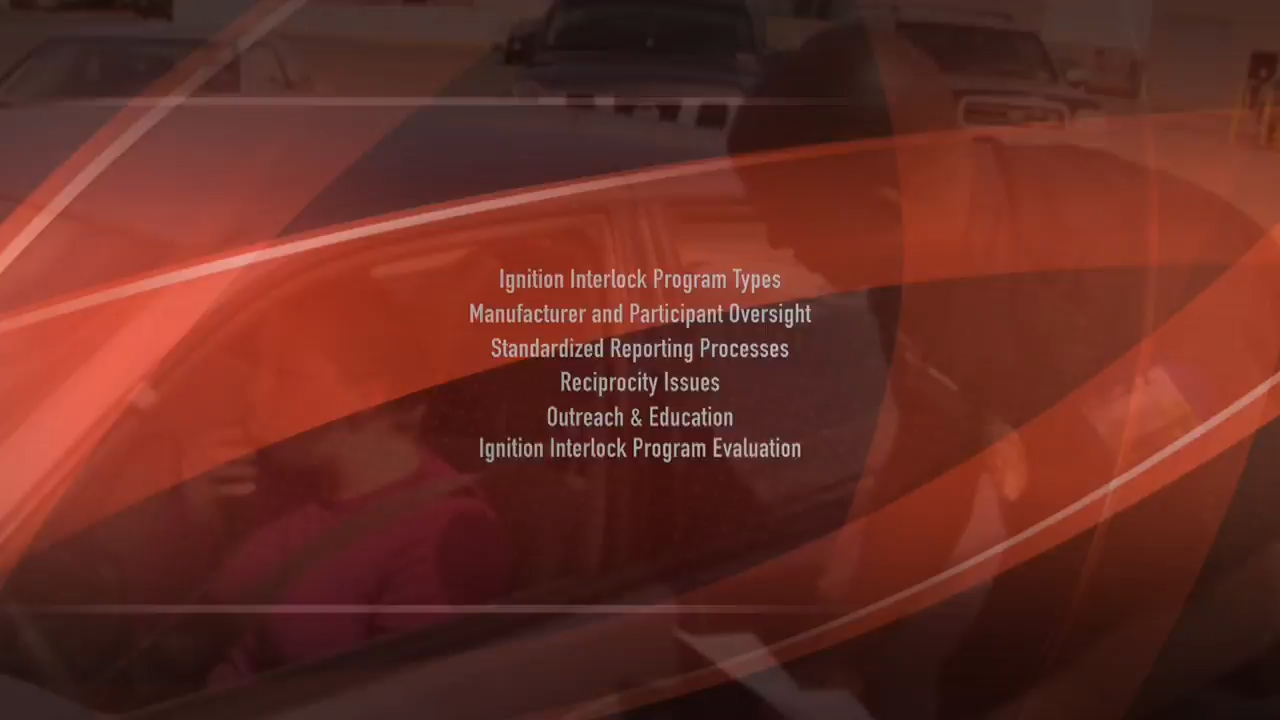 Ignition Interlock Program Types
Manufacturer and Participant Oversight
Standardized Reporting Processes
Reciprocity Issues
Outreach & Education
Ignition Interlock Program Evaluation